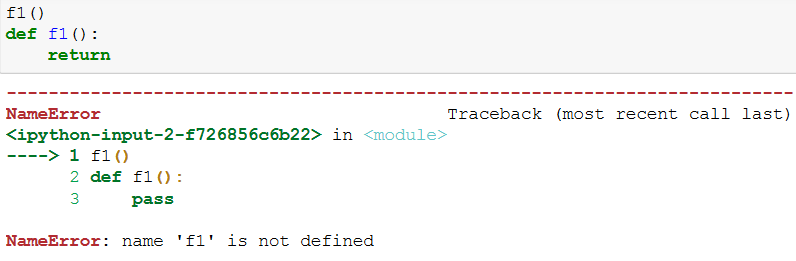 f1()
def f1():
    return
---------------------------------------------------------------------------
NameError                                 Traceback (most recent call last)
<ipython-input-2-f726856c6b22> in <module>
----> 1 f1()
      2 def f1():
      3     pass

NameError: name 'f1' is not defined